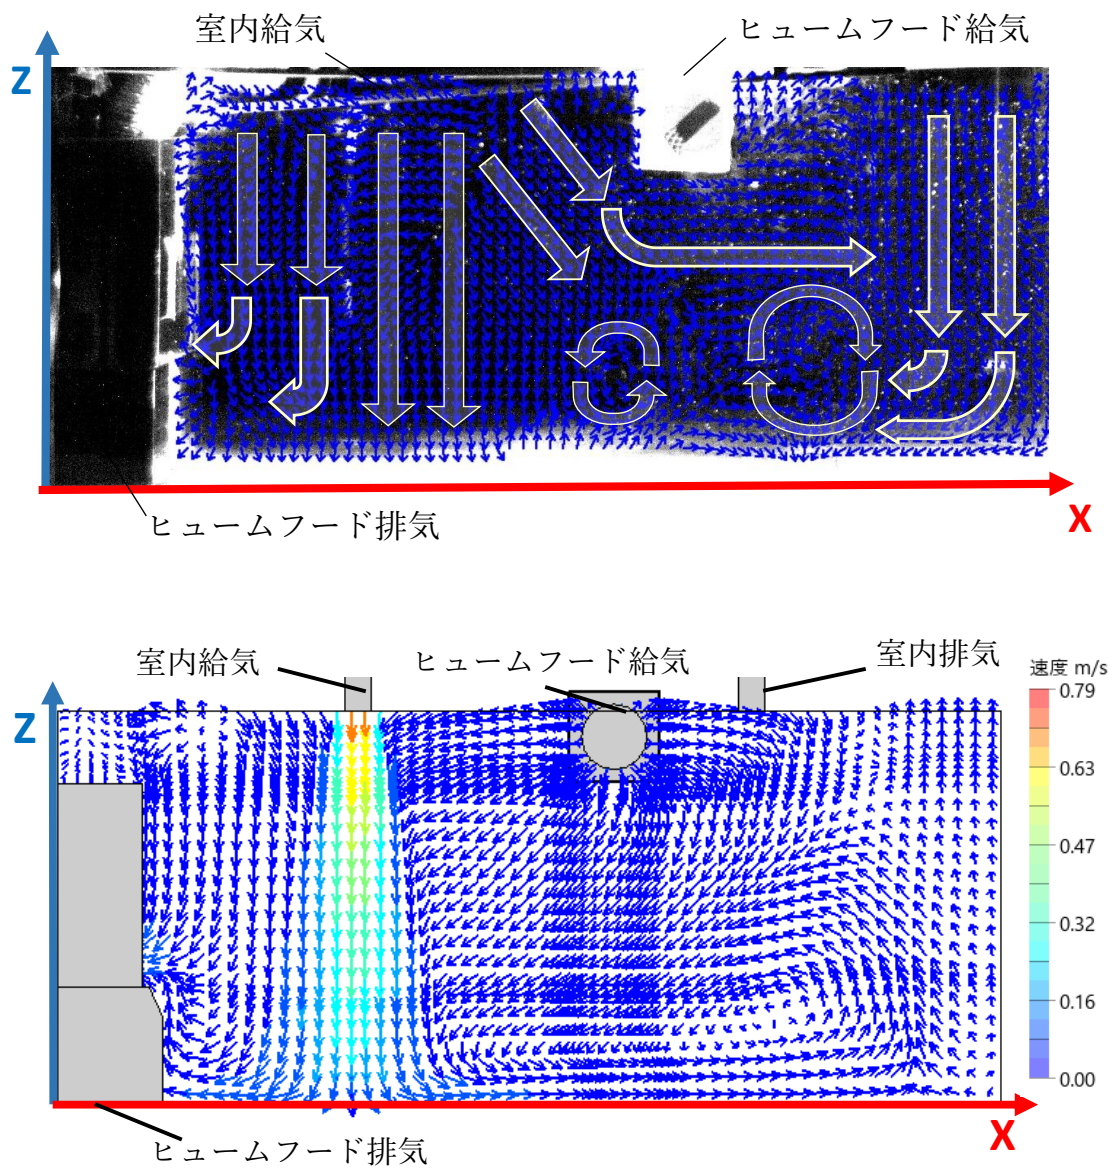 室内給気
ヒュームフード給気
Z
X
ヒュームフード排気
室内給気
ヒュームフード給気
室内排気
速度 m/s
0.79
Z
0.63
0.47
0.32
0.16
0.00
X
ヒュームフード排気